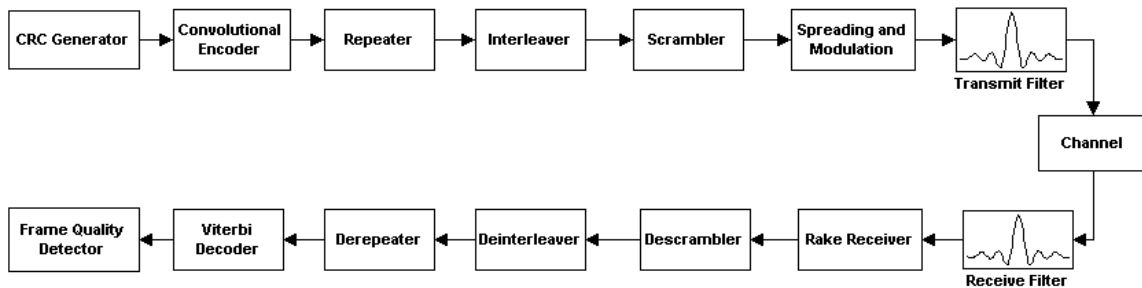 CRC Generator
Convolutional
Encoder
Repeater
Interleaver
Scrambler
Spreading and
Modulation
Transmit Filter
Channel
Frame Quality
Detector
Viterbi
Decoder
Derepeater
Deinterleaver
Descrambler
Rake Receiver
Receive Filter